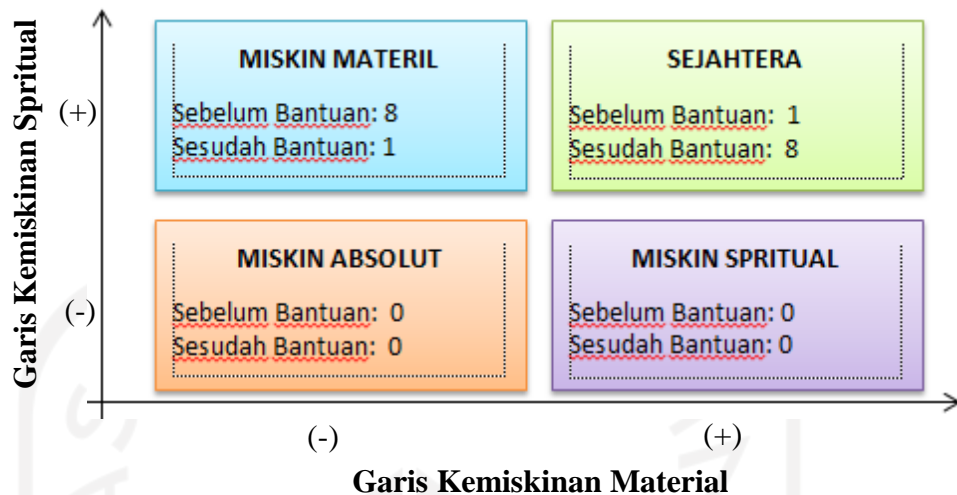 Garis Kemiskinan Spritual
(+)
MISKIN MATERIL
Sebelum Bantuan: 8
Sesudah Bantuan: 1
SEJAHTERA
Sebelum Bantuan: 1
Sesudah Bantuan: 8
(-)
MISKIN ABSOLUT
Sebelum Bantuan: 0
Sesudah Bantuan: 0
MISKIN SPRITUAL
Sebelum Bantuan: 0
Sesudah Bantuan: 0
(-)
(+)
Garis Kemiskinan Material